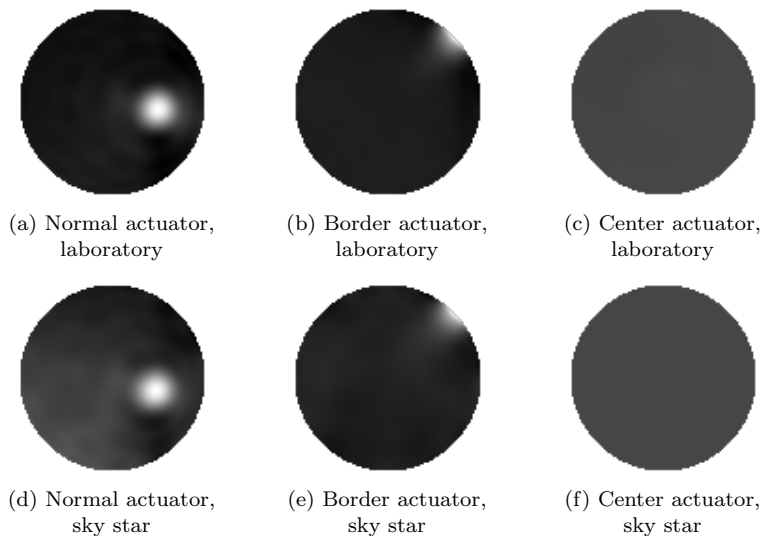 (a) Normal actuator,
laboratory
(b) Border actuator,
laboratory
(c) Center actuator,
laboratory
(d) Normal actuator,
sky star
(e) Border actuator,
sky star
(f) Center actuator,
sky star